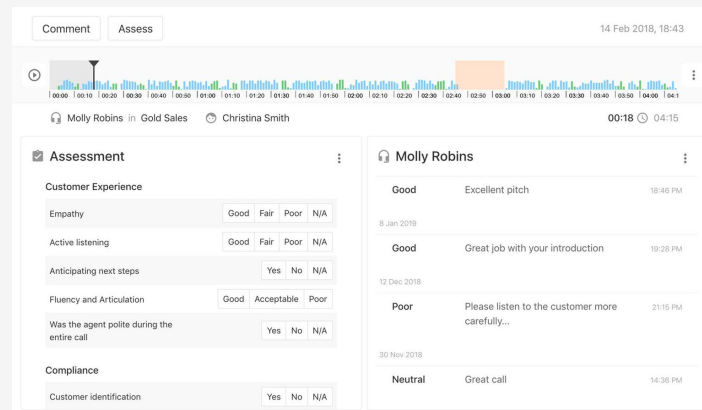 Comment Assess 14 Feb 2018, 18:43
00:00 00:10 00:20 00:30 00:40 00:50 01:00 01:10 01:20 01:30 01:40 01:50 02:00 02:10 02:20 02:30 02:40 02:50 03:00 03:10 03:20 03:30 03:40 03:50 04:00 04:1
Molly Robins in Gold Sales Christina Smith 00:18 04:15
Assessment
Customer Experience
Empathy Good Fair Poor N/A
Active listening Good Fair Poor N/A
Anticipating next steps Yes No N/A
Fluency and Articulation Good Acceptable Poor
Was the agent polite during the
entire call Yes No N/A
Compliance
Customer identification Yes No N/A
Molly Robins
Good Excellent pitch 18:46 PM
8 Jan 2019
Good Great job with your introduction 19:28 PM
12 Dec 2018
Poor Please listen to the customer more 21:15 PM
carefully...
30 Nov 2018
Neutral Great call 14:36 PM